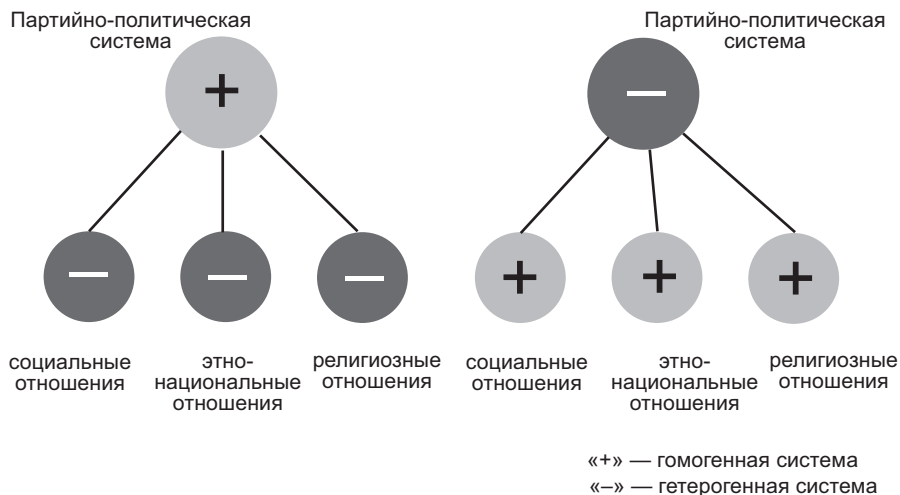 Партийно-политическая
система
+
—
—
—
социальные
отношения
этно-
национальные
отношения
религиозные
отношения
Партийно-политическая
система
—
+
+
+
социальные
отношения
этно-
национальные
отношения
религиозные
отношения
«+» — гомогенная система
«–» — гетерогенная система